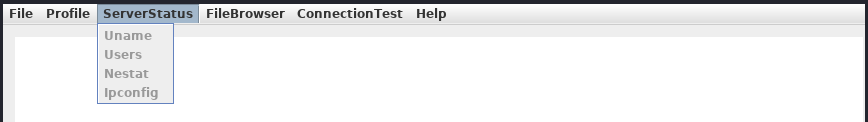 File Profile ServerStatus FileBrowser ConnectionTest Help
Uname
Users
Nestat
Ipconfig